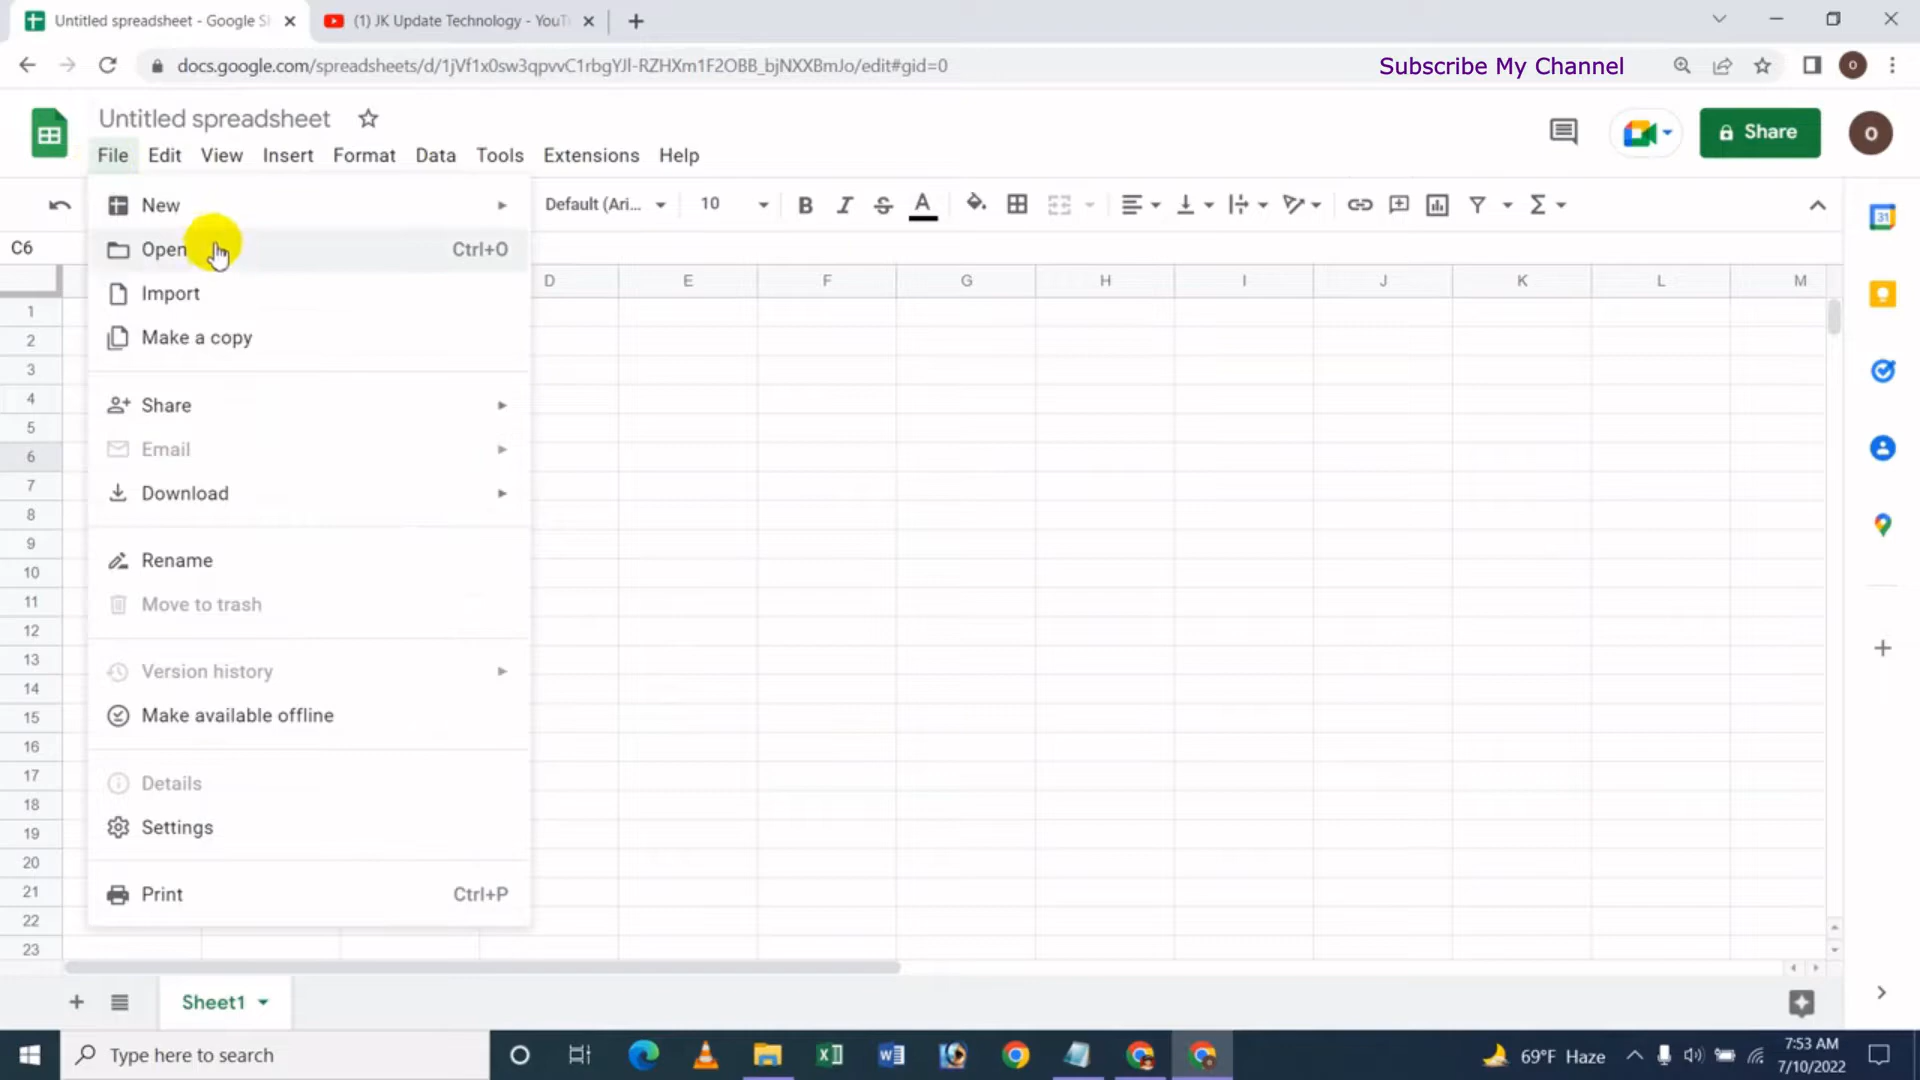 Untitled spreadsheet - Google S
(1) JK Update Technology - YouT
docs.google.com/spreadsheets/d/1jVf1x0sw3qpvvC1rbgYJl-RZHXm1F2OBB_bjNXXBmJo/edit#gid=0
Subscribe My Channel
O
Untitled spreadsheet
Share
O
File Edit View Insert Format Data Tools Extensions Help
New
Default (Ari...
10
B I S A
31
C6
Open Ctrl+O
D E F G H I J K L M
Import
Make a copy
Share
Email
Download
Rename
Move to trash
Version history
Make available offline
Details
Settings
Print Ctrl+P
1
2
3
4
5
6
7
8
9
10
11
12
13
14
15
16
17
18
19
20
21
22
23
Sheet1
Type here to search
69°F Haze
7:53 AM
7/10/2022